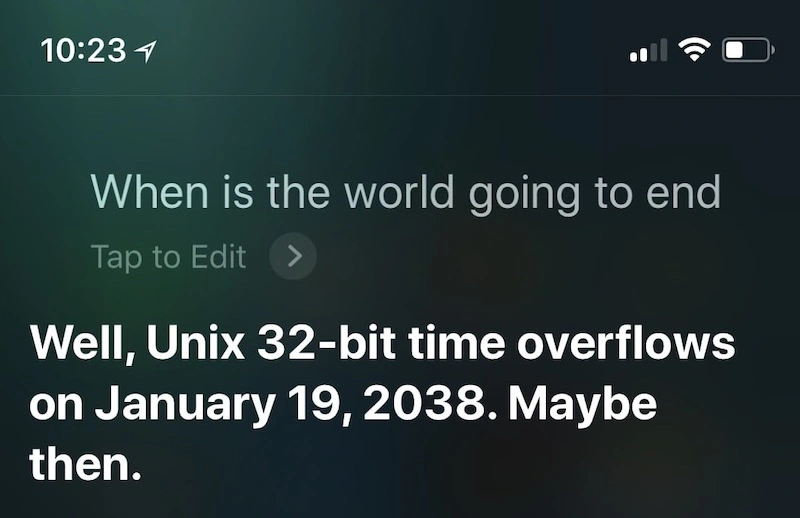 10:23
When is the world going to end
Tap to Edit
Well, Unix 32-bit time overflows
on January 19, 2038. Maybe
then.